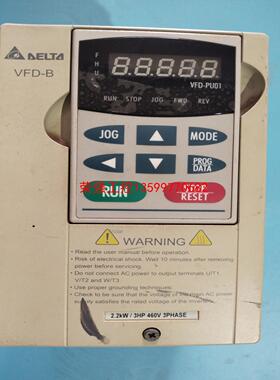 DELTA
VFD-B
F
H
U
VFD-PU01
RUN STOP JOG FWD REV
JOG
MODE
PROG
DATA
RUN
STOP
RESET
WARNING
Read the user manual before operation.
Risk of electrical shock. Wait 10 minutes after removing
power before servicing.
Do not connect AC power to output terminals U/T1,
V/T2 and W/T3
Use proper grounding techniques.
Check to be sure that the voltage of the main AC power
supply satisfies the rated voltage of the inverter.
2.2kW / 3HP 460V 3PHASE